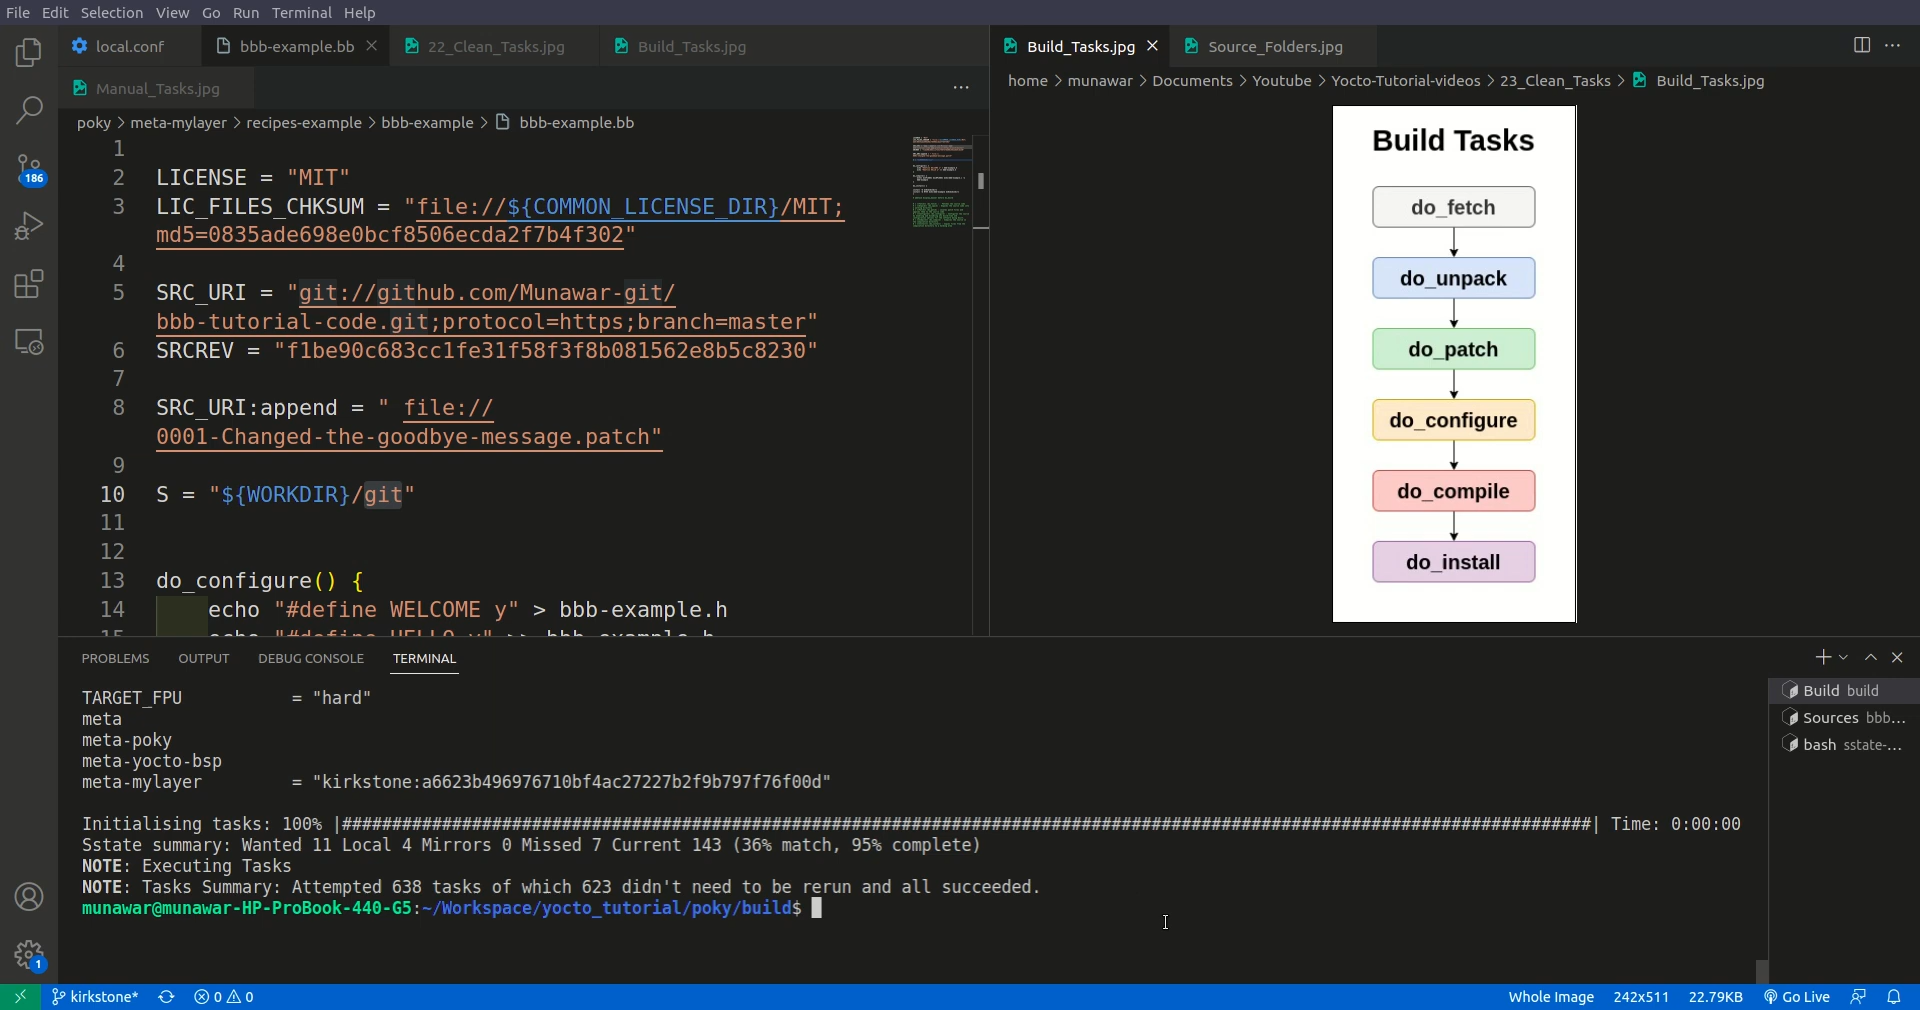 File Edit Selection View Go Run Terminal Help
local.conf
bbb-example.bb
22_Clean_Tasks.jpg
Build_Tasks.jpg
Manual_Tasks.jpg
poky > meta-mylayer > recipes-example > bbb-example > bbb-example.bb
1
2 LICENSE = "MIT"
3 LIC_FILES_CHKSUM = "file://${COMMON_LICENSE_DIR}/MIT;
md5=0835ade698e0bcf8506ecda2f7b4f302"
4
5 SRC_URI = "git://github.com/Munawar-git/
bbb-tutorial-code.git;protocol=https;branch=master"
6 SRCREV = "f1be90c683cc1fe31f58f3f8b081562e8b5c8230"
7
8 SRC_URI:append = " file://
0001-Changed-the-goodbye-message.patch"
9
10 S = "${WORKDIR}/git"
11
12
13 do_configure() {
14 echo "#define WELCOME y" > bbb-example.h
15 echo "#define HELLO y" >> bbb-example.h
Build_Tasks.jpg
Source_Folders.jpg
home > munawar > Documents > Youtube > Yocto-Tutorial-videos > 23_Clean_Tasks > Build_Tasks.jpg
Build Tasks
do_fetch
do_unpack
do_patch
do_configure
do_compile
do_install
186
1
PROBLEMS OUTPUT DEBUG CONSOLE TERMINAL
TARGET_FPU = "hard"
meta
meta-poky
meta-yocto-bsp
meta-mylayer = "kirkstone:a6623b496976710bf4ac27227b2f9b797f76f00d"
Initialising tasks: 100% |#############################################################################################################################| Time: 0:00:00
Sstate summary: Wanted 11 Local 4 Mirrors 0 Missed 7 Current 143 (36% match, 95% complete)
NOTE: Executing Tasks
NOTE: Tasks Summary: Attempted 638 tasks of which 623 didn't need to be rerun and all succeeded.
munawar@munawar-HP-ProBook-440-G5:~/Workspace/yocto_tutorial/poky/build$
Build build
Sources bbb...
bash sstate-...
kirkstone* 0 0
Whole Image 242x511 22.79KB Go Live